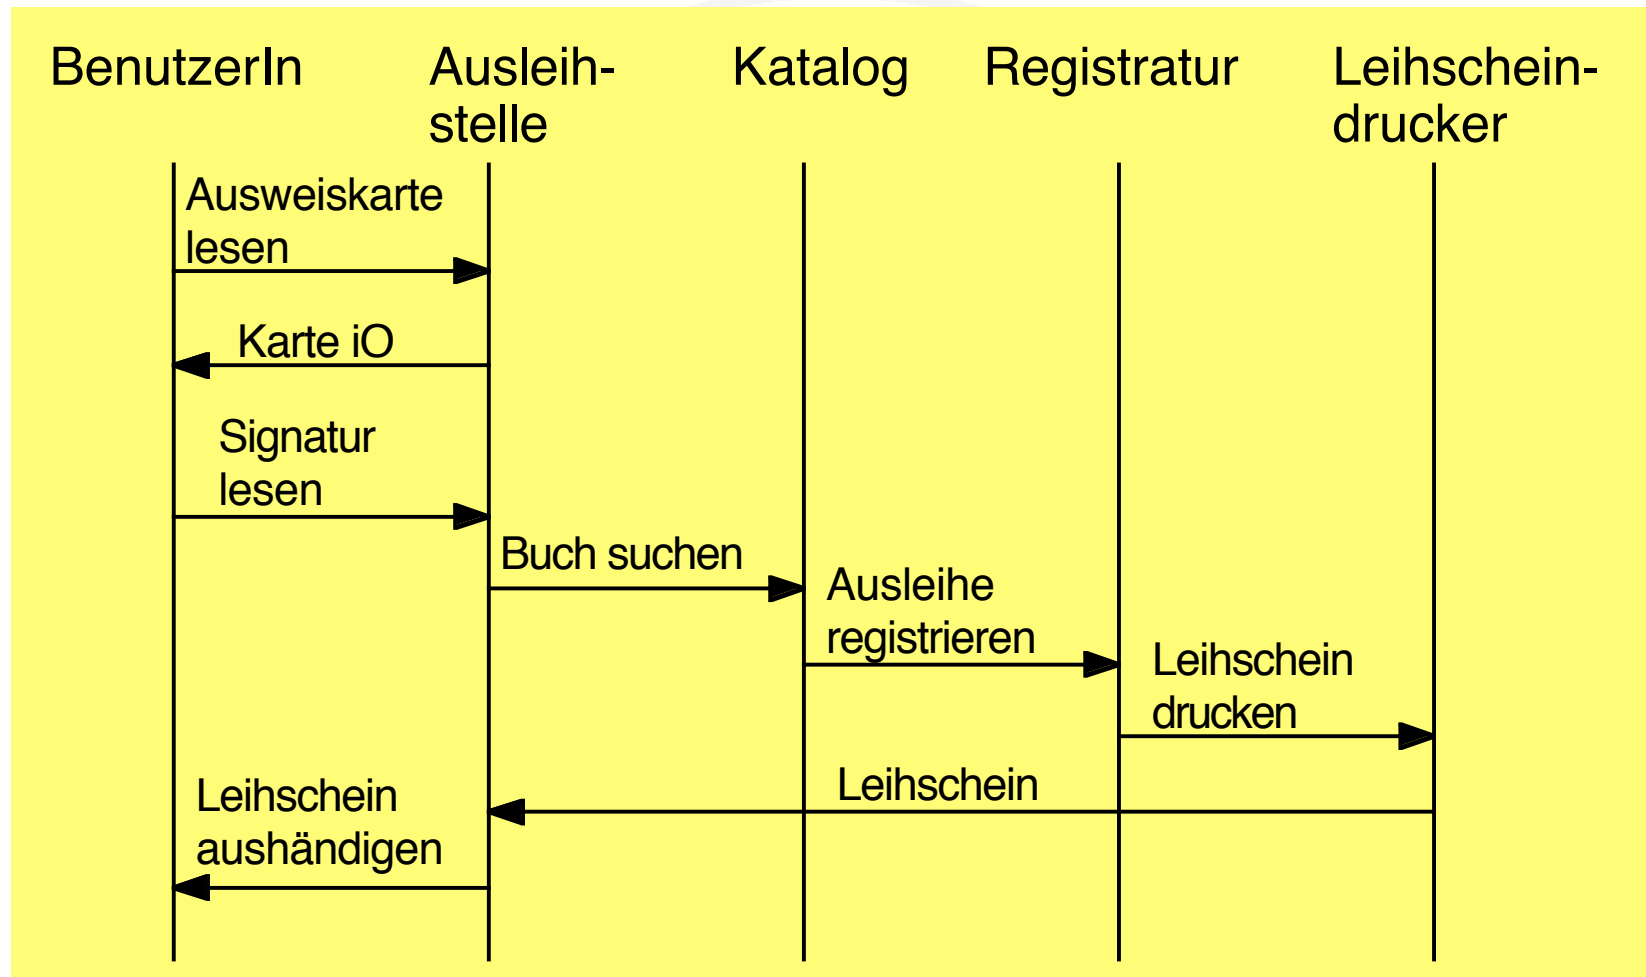 BenutzerIn
Ausleih-
stelle
Katalog
Registratur
Leihschein-
drucker
Ausweiskarte
lesen
Karte iO
Signatur
lesen
Buch suchen
Ausleihe
registrieren
Leihschein
drucken
Leihschein
Leihschein
aushändigen